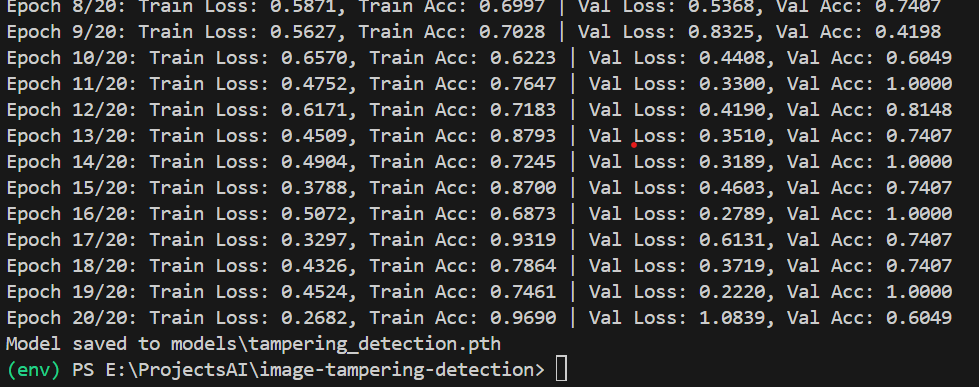 Epoch 8/20: Train Loss: 0.5871, Train Acc: 0.6997 | Val Loss: 0.5368, Val Acc: 0.7407
Epoch 9/20: Train Loss: 0.5627, Train Acc: 0.7028 | Val Loss: 0.8325, Val Acc: 0.4198
Epoch 10/20: Train Loss: 0.6570, Train Acc: 0.6223 | Val Loss: 0.4408, Val Acc: 0.6049
Epoch 11/20: Train Loss: 0.4752, Train Acc: 0.7647 | Val Loss: 0.3300, Val Acc: 1.0000
Epoch 12/20: Train Loss: 0.6171, Train Acc: 0.7183 | Val Loss: 0.4190, Val Acc: 0.8148
Epoch 13/20: Train Loss: 0.4509, Train Acc: 0.8793 | Val Loss: 0.3510, Val Acc: 0.7407
Epoch 14/20: Train Loss: 0.4904, Train Acc: 0.7245 | Val Loss: 0.3189, Val Acc: 1.0000
Epoch 15/20: Train Loss: 0.3788, Train Acc: 0.8700 | Val Loss: 0.4603, Val Acc: 0.7407
Epoch 16/20: Train Loss: 0.5072, Train Acc: 0.6873 | Val Loss: 0.2789, Val Acc: 1.0000
Epoch 17/20: Train Loss: 0.3297, Train Acc: 0.9319 | Val Loss: 0.6131, Val Acc: 0.7407
Epoch 18/20: Train Loss: 0.4326, Train Acc: 0.7864 | Val Loss: 0.3719, Val Acc: 0.7407
Epoch 19/20: Train Loss: 0.4524, Train Acc: 0.7461 | Val Loss: 0.2220, Val Acc: 1.0000
Epoch 20/20: Train Loss: 0.2682, Train Acc: 0.9690 | Val Loss: 1.0839, Val Acc: 0.6049
Model saved to models\tampering_detection.pth
(env) PS E:\ProjectsAI\image-tampering-detection>